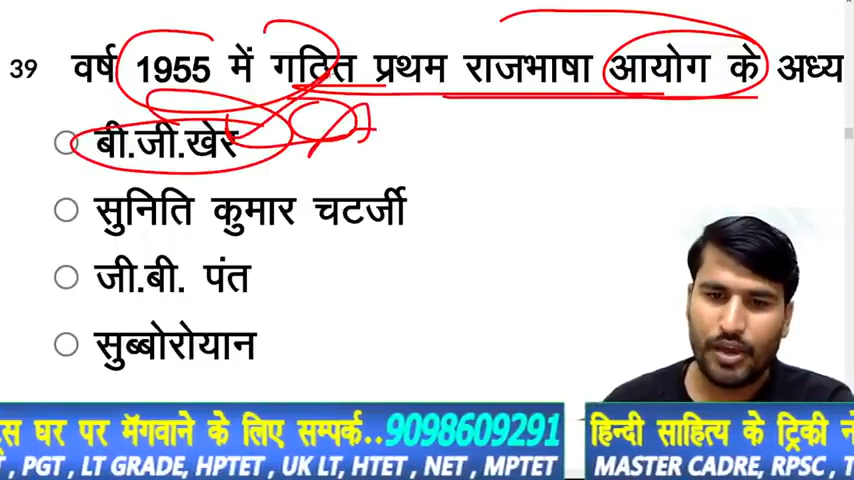 39 वर्ष 1955 में गठित प्रथम राजभाषा आयोग के अध्य
बी.जी.खेर
सुनिति कुमार चटर्जी
जी.बी. पंत
सुब्बोरोयान
घर पर मँगवाने के लिए सम्पर्क..9098609291 हिन्दी साहित्य के ट्रिकी
, PGT , LT GRADE, HPTET , UK LT, HTET , NET , MPTET MASTER CADRE, RPSC ,